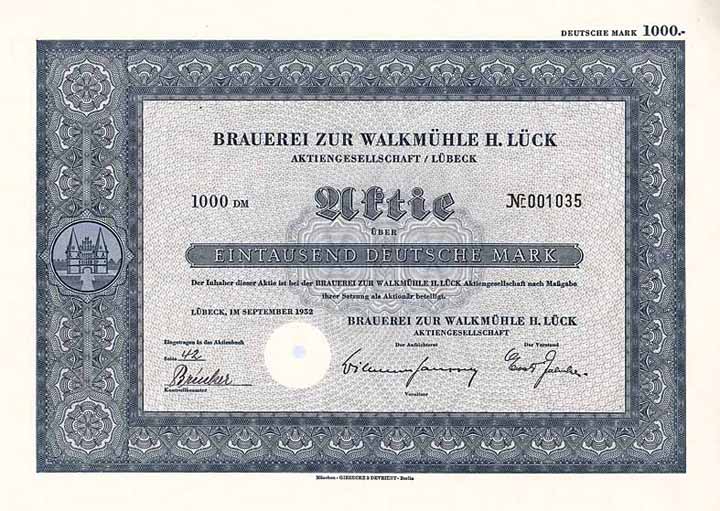 DEUTSCHE MARK 1000.-
BRAUEREI ZUR WALKMÜHLE H. LÜCK
AKTIENGESELLSCHAFT / LÜBECK
1000 DM Aktie №001035
ÜBER
EINTAUSEND DEUTSCHE MARK
Der Inhaber dieser Aktie ist bei der BRAUEREI ZUR WALKMÜHLE H. LÜCK Aktiengesellschaft nach Maßgabe
ihrer Satzung als Aktionär beteiligt.
LÜBECK, IM SEPTEMBER 1952
BRAUEREI ZUR WALKMÜHLE H. LÜCK
AKTIENGESELLSCHAFT
Eingetragen in das Aktienbuch
Der Aufsichtsrat Der Vorstand
Seite 42
Kontrollbeamter
Vorsitzer
München - GIESECKE & DEVRIENT - Berlin